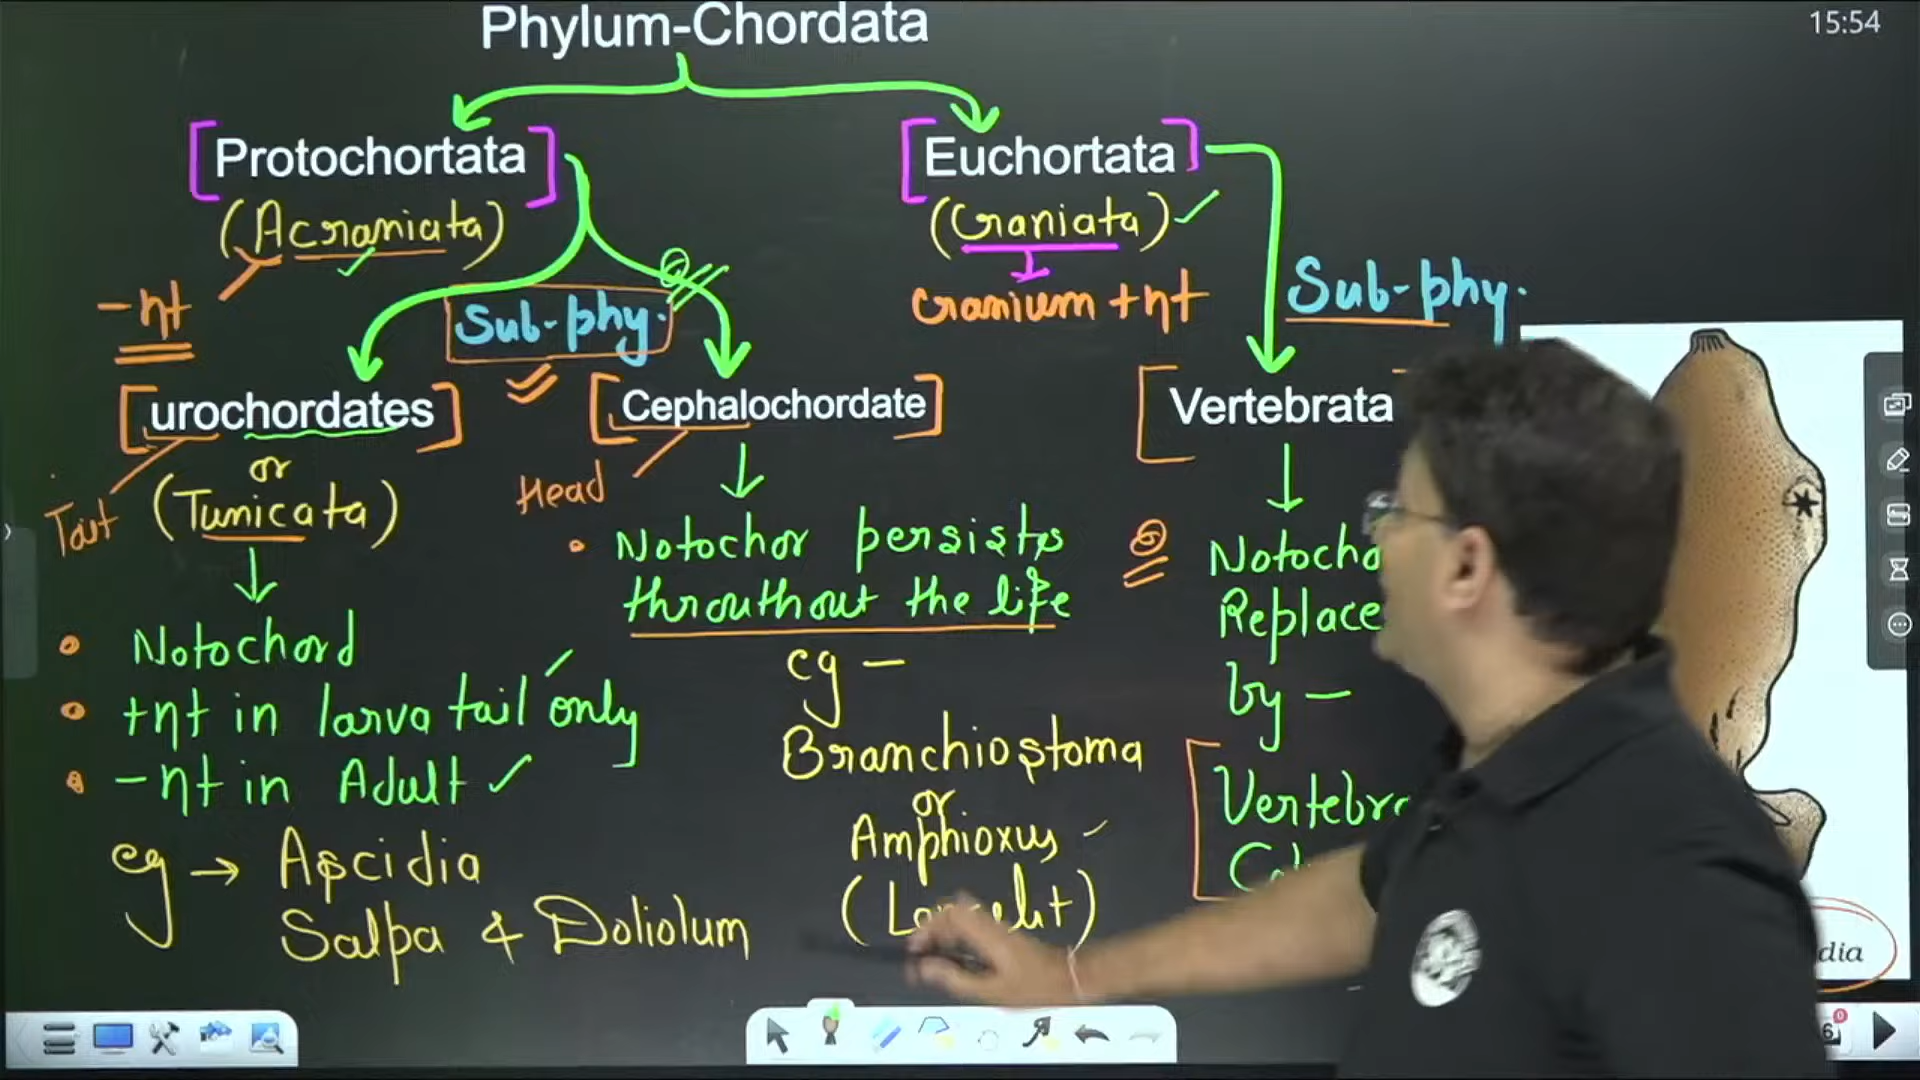 Phylum-Chordata
15:54
[Protochortata]
[Euchortata]
(Acraniata)
(Craniata)
-nt
Sub-phy.
Cranium +nt
Sub-phy.
[urochordates]
[Cephalochordate]
[Vertebrata
or
Head
(Tunicata)
Notochor persists
throuthout the life
Notocho
Replace
by -
Vertebr
Notochord
+nt in larva tail only
-nt in Adult
eg -
Branchiostoma
or
Amphioxus
eg → Ascidia
Salpa & Doliolum
dia